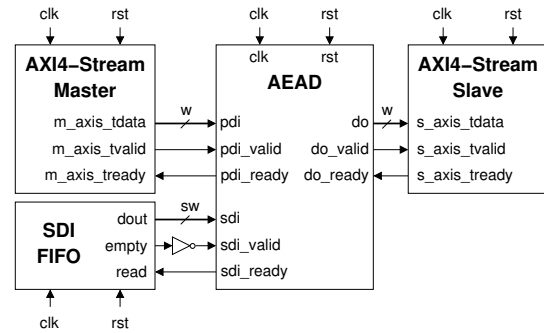 clk rst
clk rst
clk rst
AXI4−Stream
Master
m_axis_tdata
m_axis_tvalid
m_axis_tready
w
clk rst
AEAD
pdi
pdi_valid
pdi_ready
sdi
sdi_valid
sdi_ready
do
do_valid
do_ready
w
AXI4−Stream
Slave
s_axis_tdata
s_axis_tvalid
s_axis_tready
SDI
FIFO
dout
empty
read
sw
clk rst